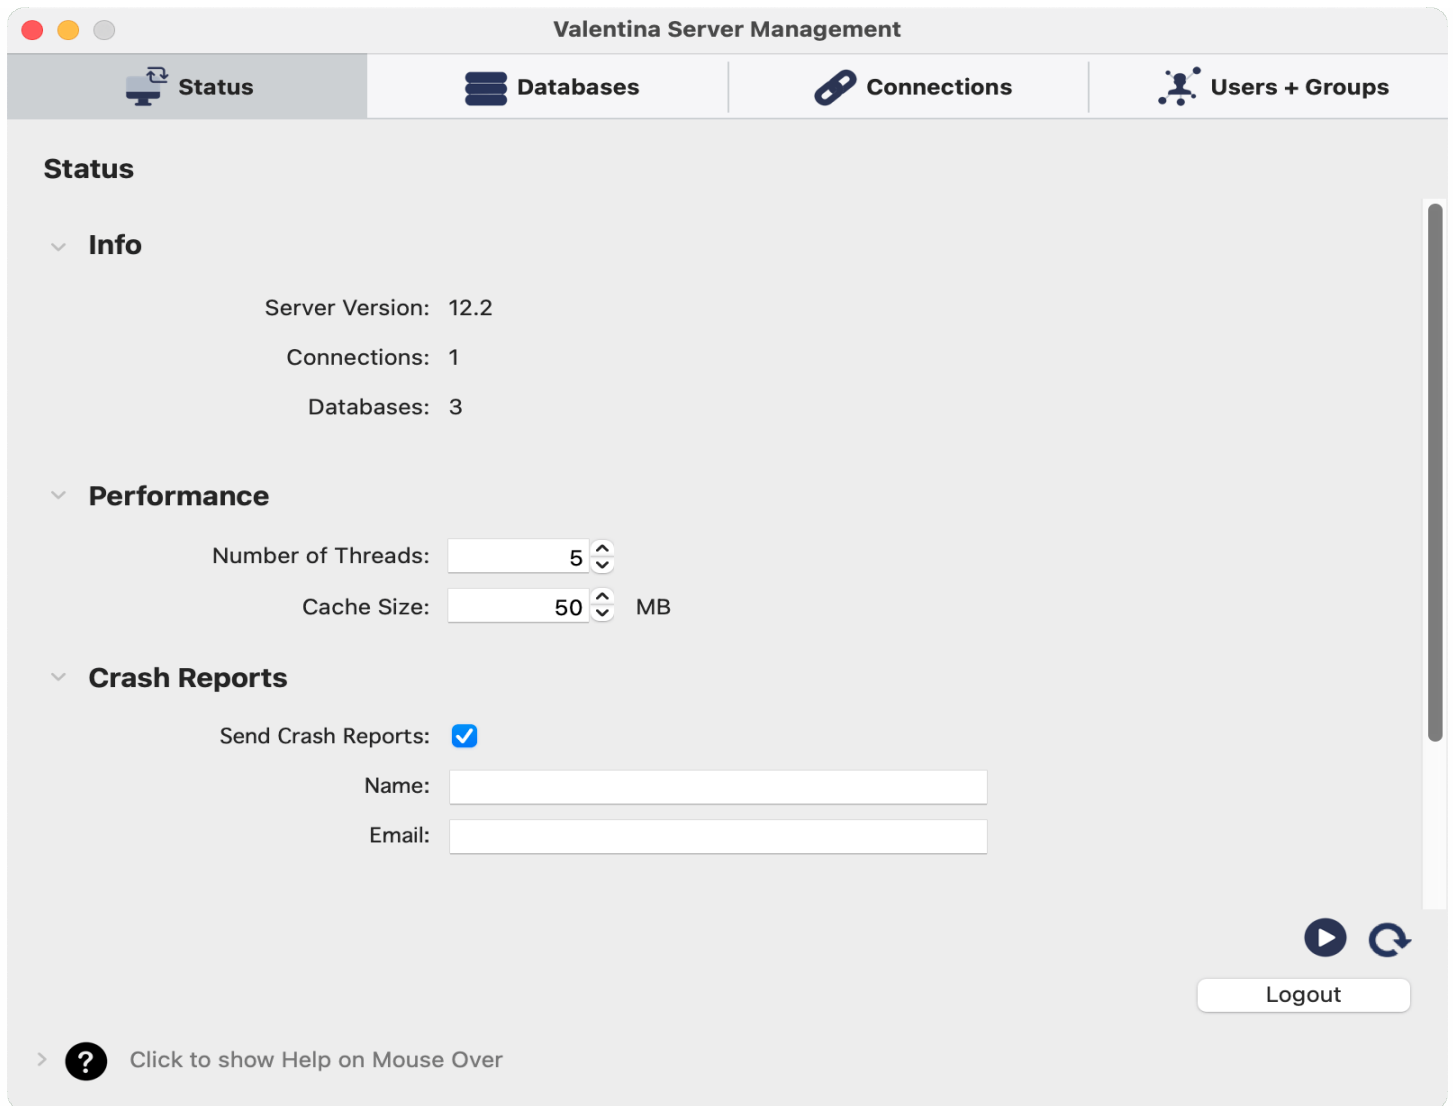 Valentina Server Management
Status
Databases
Connections
Users + Groups
Status
Info
Server Version: 12.2
Connections: 1
Databases: 3
Performance
Number of Threads: 5
Cache Size: 50 MB
Crash Reports
Send Crash Reports:
Name:
Email:
Logout
? Click to show Help on Mouse Over